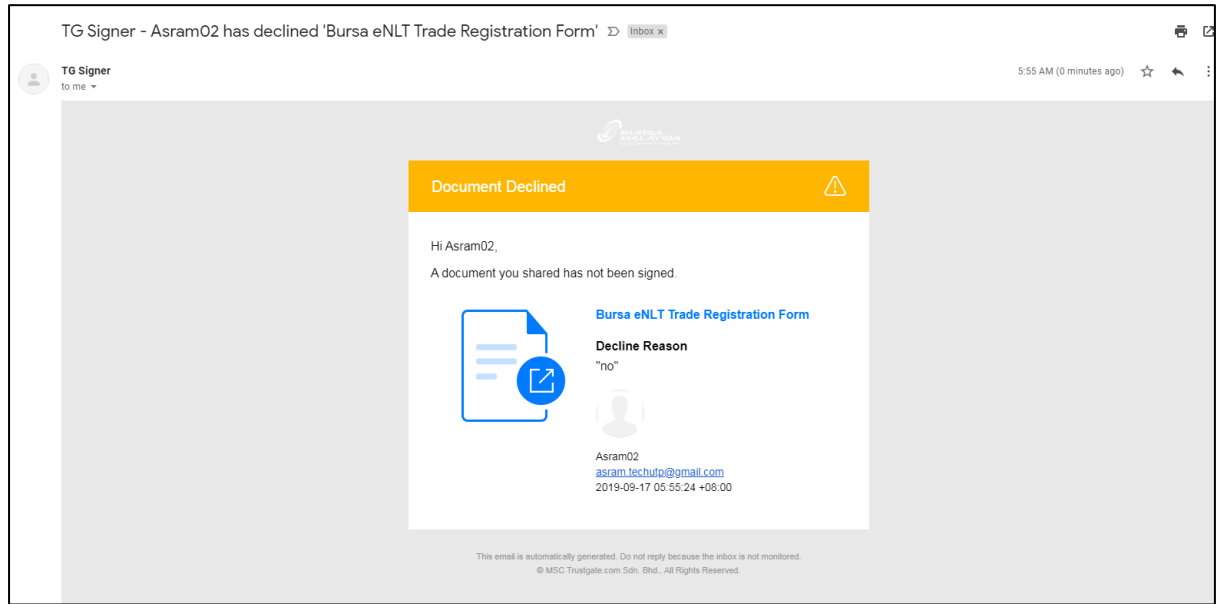 TG Signer - Asram02 has declined 'Bursa eNLT Trade Registration Form' Inbox x
TG Signer
to me
5:55 AM (0 minutes ago)
BURSA
MALAYSIA
Document Declined
Hi Asram02,
A document you shared has not been signed.
Bursa eNLT Trade Registration Form
Decline Reason
"no"
Asram02
asram.techutp@gmail.com
2019-09-17 05:55:24 +08:00
This email is automatically generated. Do not reply because the inbox is not monitored.
© MSC Trustgate.com Sdn. Bhd.. All Rights Reserved.